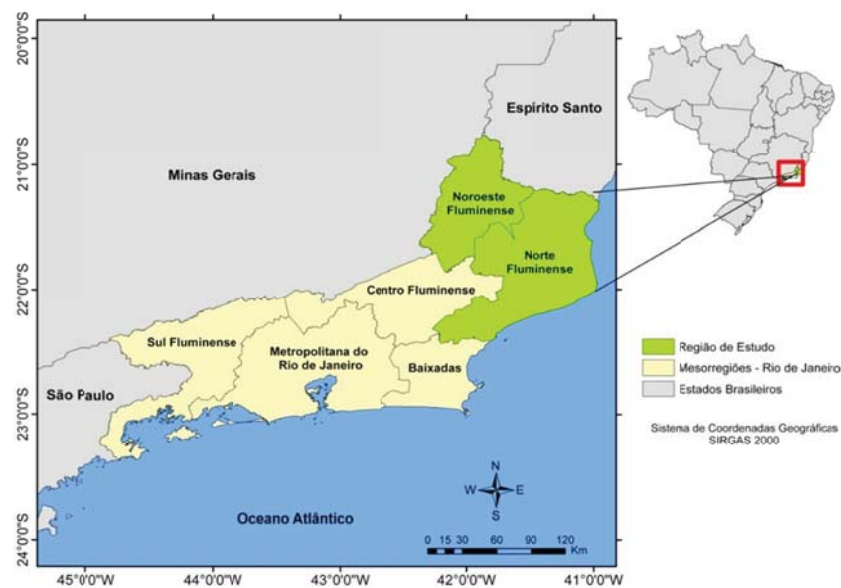 20°0'0"S
21°0'0"S
22°0'0"S
23°0'0"S
24°0'0"S
Espírito Santo
Minas Gerais
Noroeste
Fluminense
Norte
Fluminense
Centro Fluminense
Sul Fluminense
Metropolitana do
Rio de Janeiro
Baixadas
São Paulo
N
W
E
S
Oceano Atlântico
0 15 30 60 90 120
Km
45°0'0"W
44°0'0"W
43°0'0"W
42°0'0"W
41°0'0"W
Região de Estudo
Mesorregiões - Rio de Janeiro
Estados Brasileiros
Sistema de Coordenadas Geográficas
SIRGAS 2000